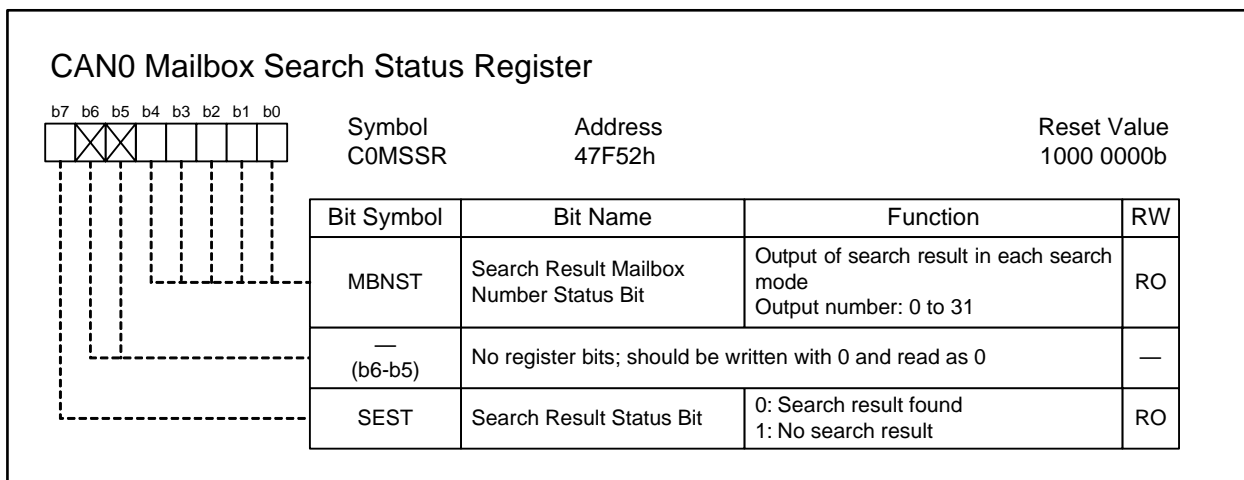 CAN0 Mailbox Search Status Register
b7 b6 b5 b4 b3 b2 b1 b0
Symbol Address Reset Value
C0MSSR 47F52h 1000 0000b
Bit Symbol Bit Name Function RW
MBNST
Search Result Mailbox
Number Status Bit
Output of search result in each search
mode
Output number: 0 to 31
RO
—
(b6-b5)
No register bits; should be written with 0 and read as 0
—
SEST
Search Result Status Bit
0: Search result found
1: No search result
RO